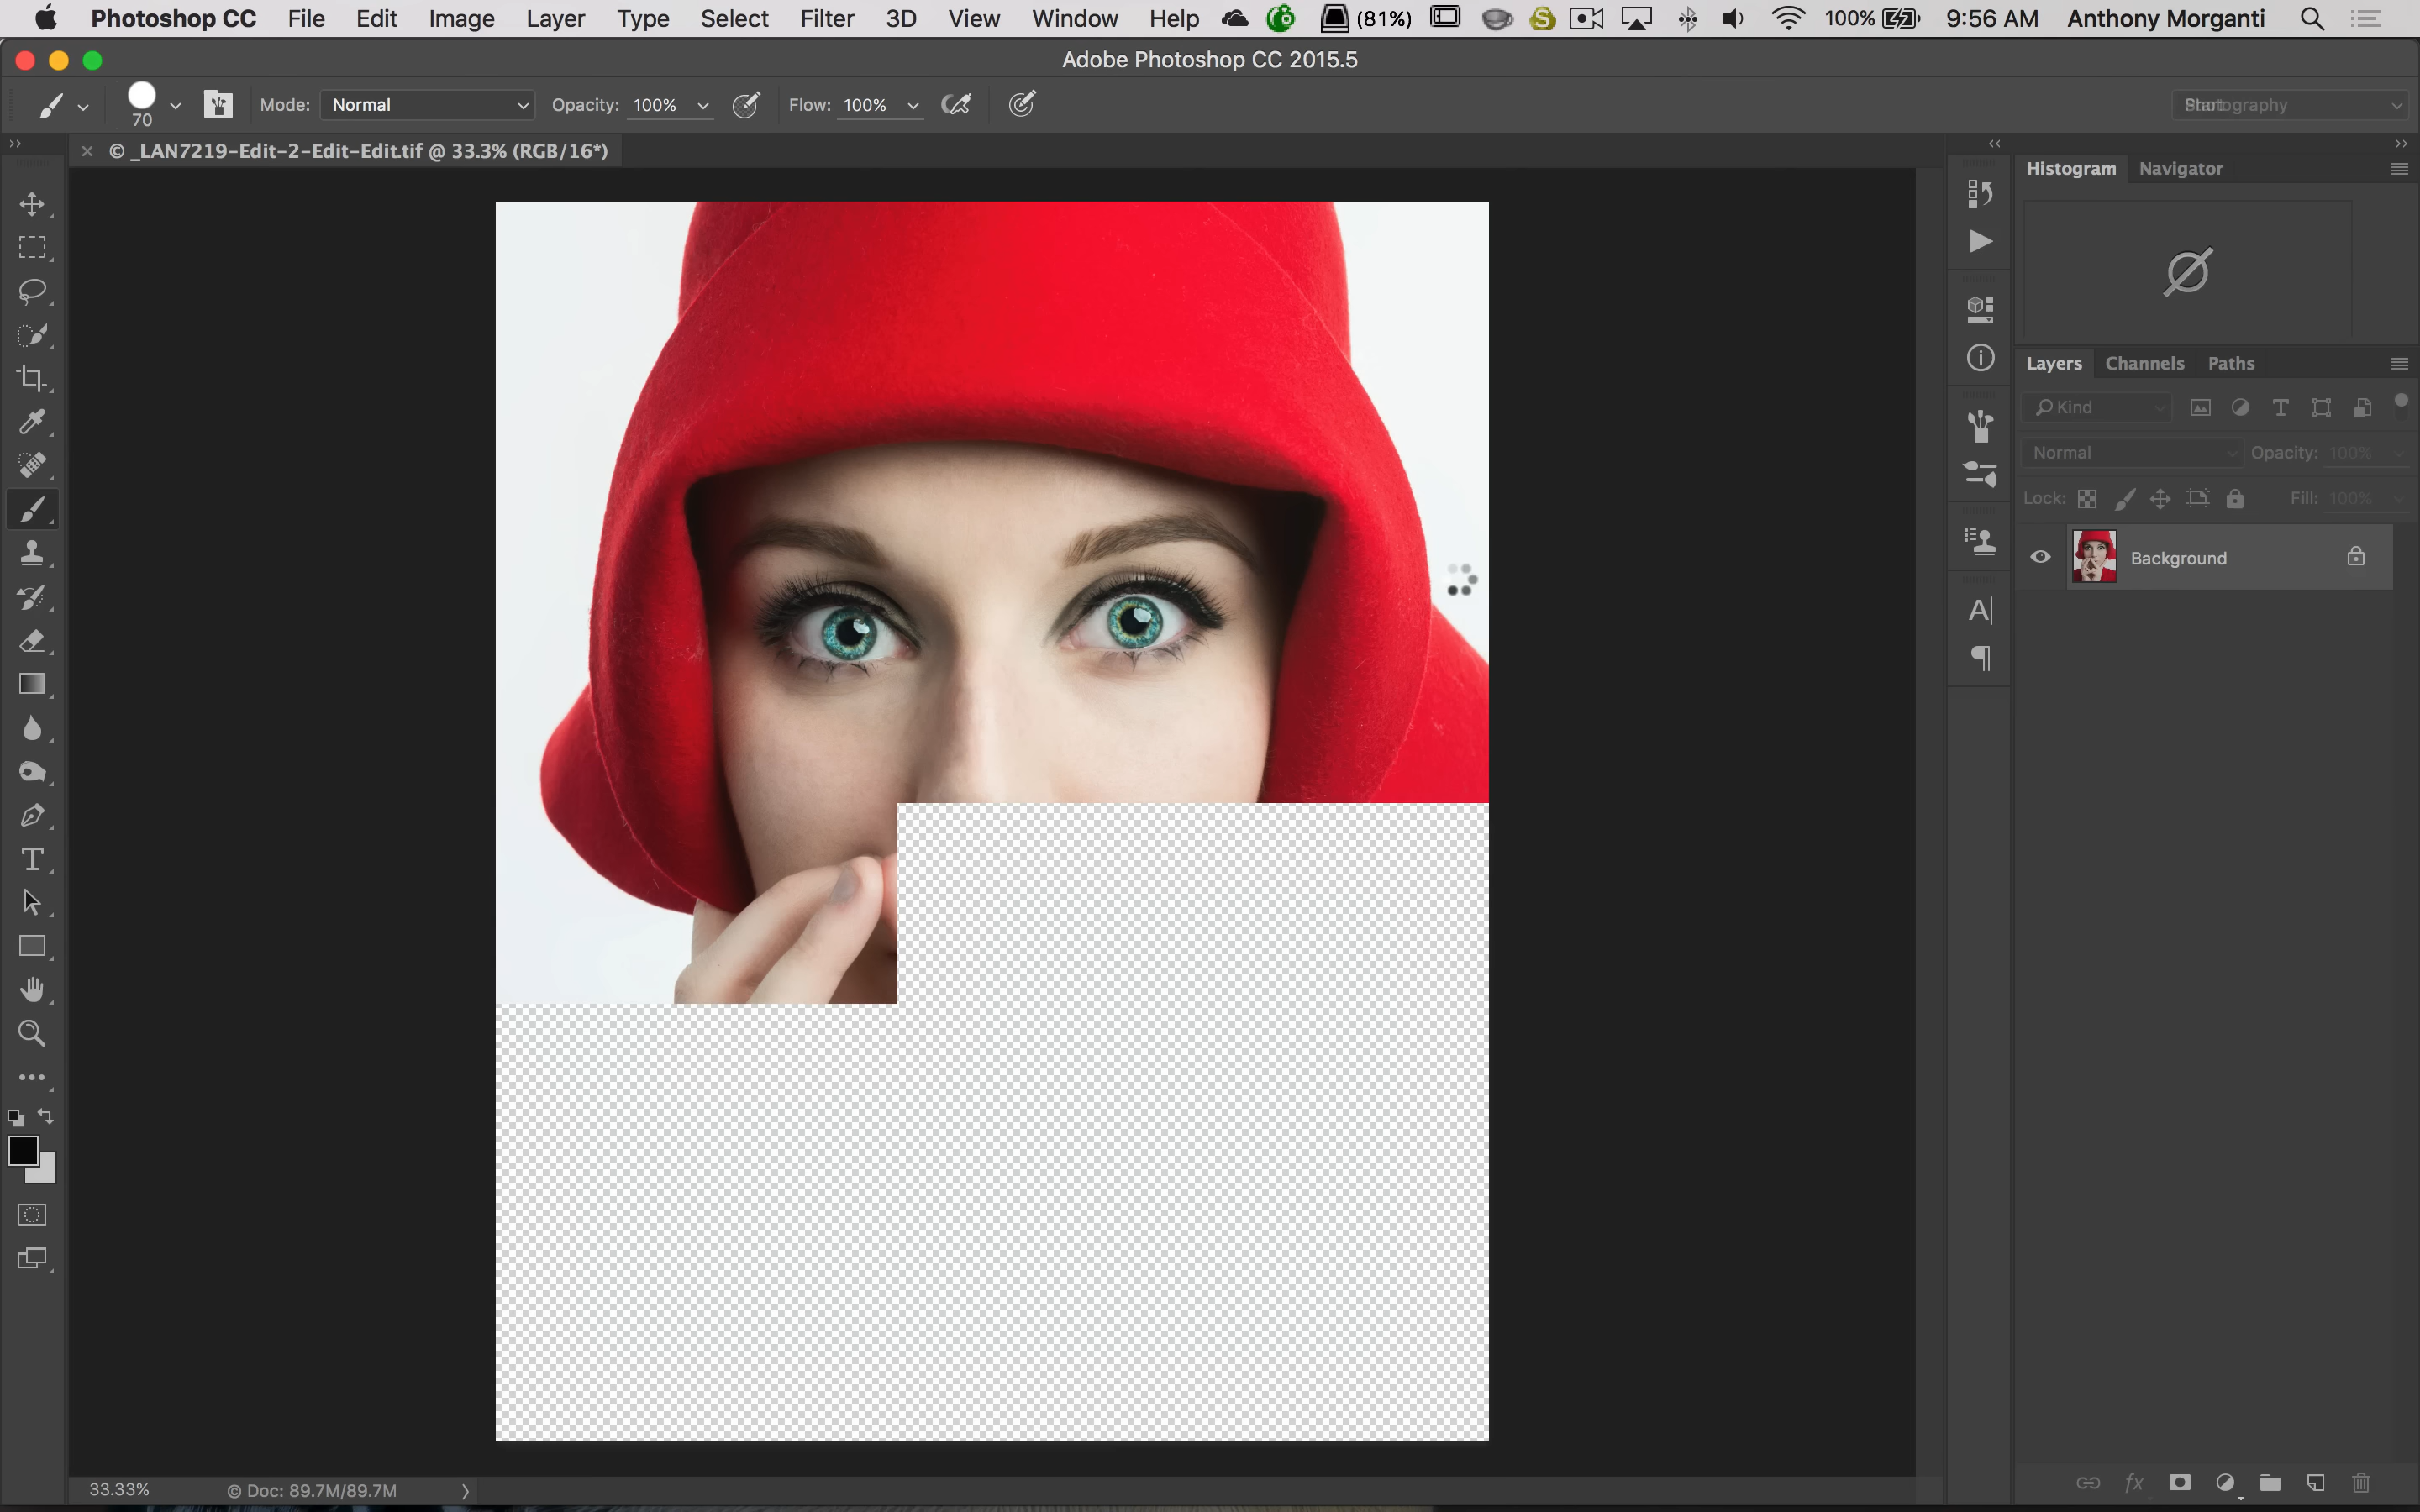 Photoshop CC File Edit Image Layer Type Select Filter 3D View Window Help (81%) 100% 9:56 AM Anthony Morganti
Adobe Photoshop CC 2015.5
70 Mode: Normal Opacity: 100% Flow: 100%
© _LAN7219-Edit-2-Edit-Edit.tif @ 33.3% (RGB/16*)
Histogram Navigator
Layers Channels Paths
Kind
Normal Opacity: 100%
Lock: Fill: 100%
Background
33.33% © Doc: 89.7M/89.7M